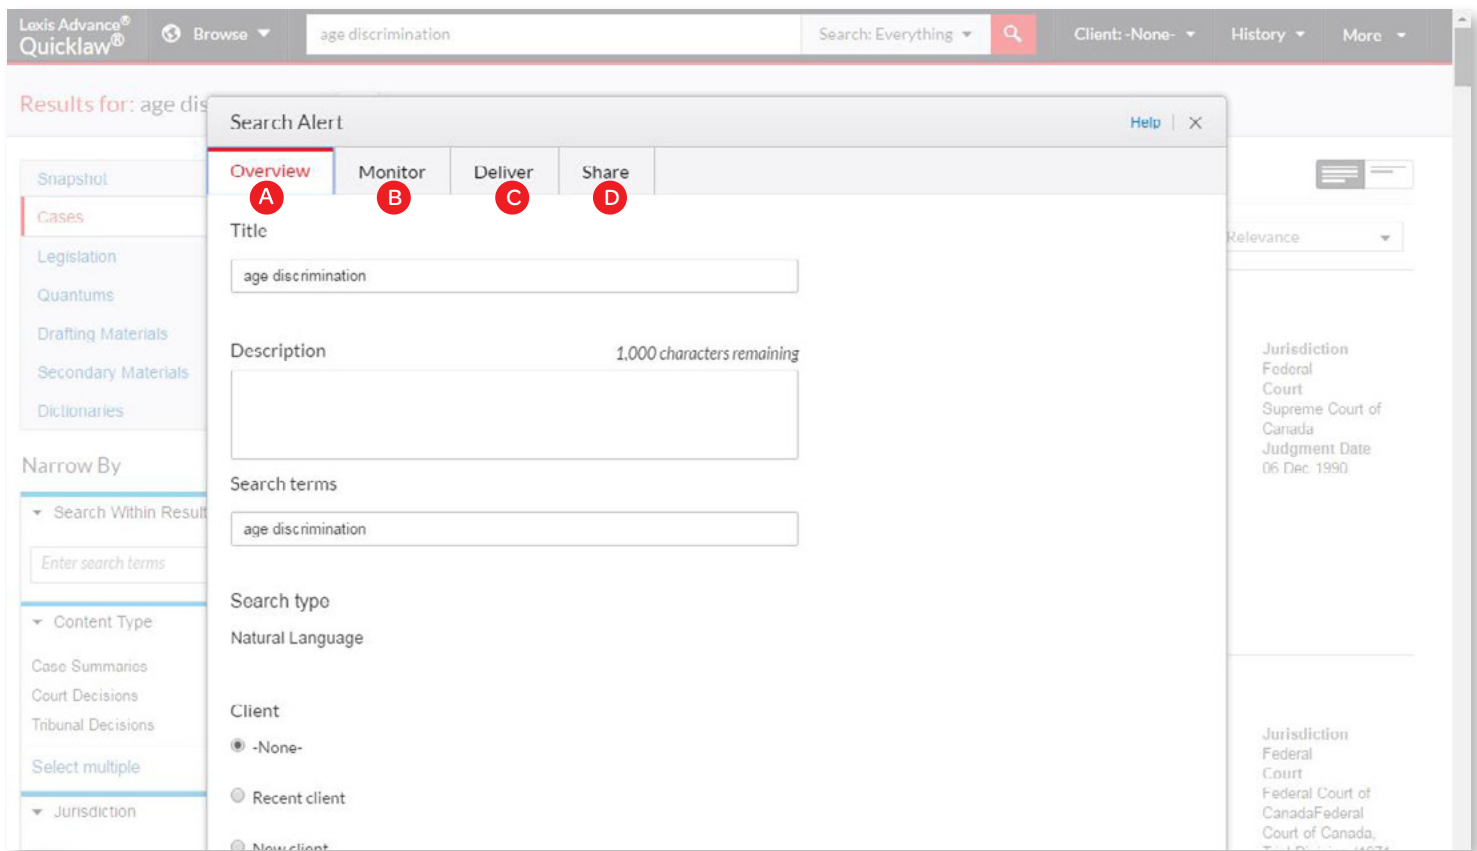 Lexis Advance®
Quicklaw®
Browse
age discrimination
Search: Everything
Client: -None-
History
More
Results for: age dis
Search Alert
Help
Overview
Monitor
Deliver
Share
A
B
C
D
Snapshot
Cases
Legislation
Quantums
Drafting Materials
Secondary Materials
Dictionaries
Narrow By
Search Within Result
Enter search terms
Content Type
Case Summaries
Court Decisions
Tribunal Decisions
Select multiple
Jurisdiction
Title
age discrimination
Description
1,000 characters remaining
Search terms
age discrimination
Search type
Natural Language
Client
-None-
Recent client
New client
Relevance
Jurisdiction
Federal
Court
Supreme Court of
Canada
Judgment Date
06 Dec 1990
Jurisdiction
Federal
Court
Federal Court of
CanadaFederal
Court of Canada,